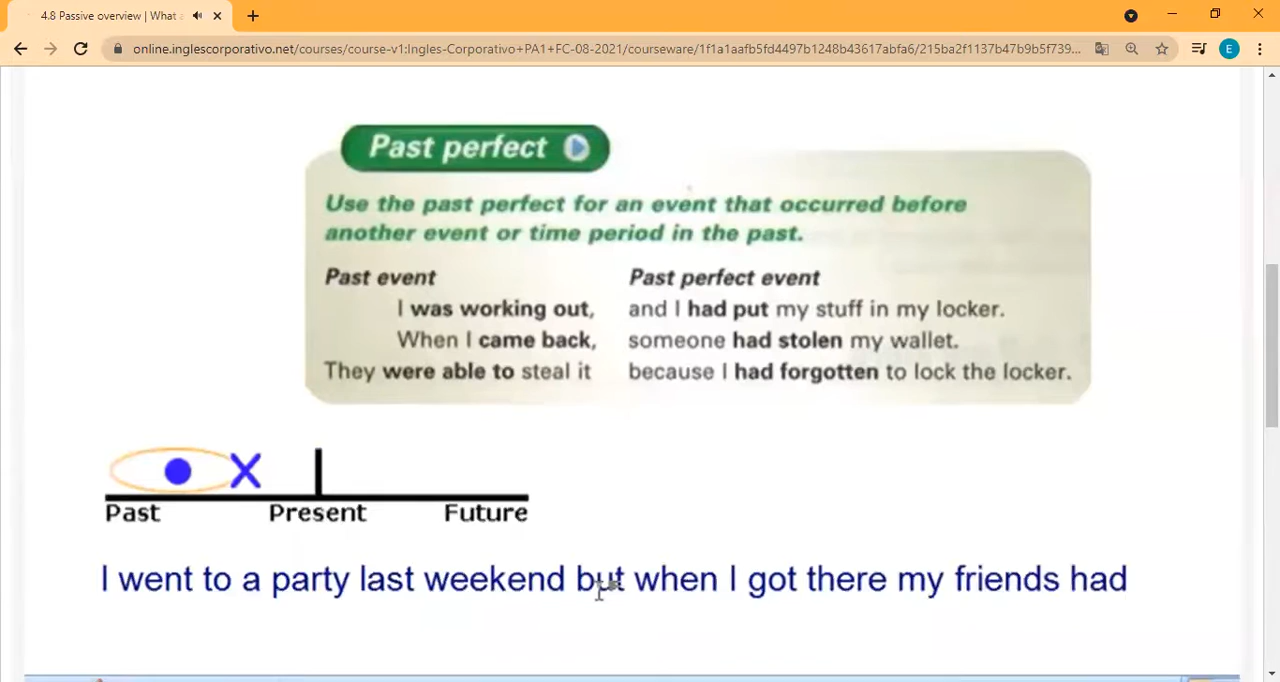 4.8 Passive overview | What
online.inglescorporativo.net/courses/course-v1:Ingles-Corporativo+PA1+FC-08-2021/courseware/1f1a1aafb5fd4497b1248b43617abfa6/215ba2f1137b47b9b5f739...
E
Past perfect
Use the past perfect for an event that occurred before
another event or time period in the past.
Past event Past perfect event
I was working out, and I had put my stuff in my locker.
When I came back, someone had stolen my wallet.
They were able to steal it because I had forgotten to lock the locker.
X
Past Present Future
I went to a party last weekend but when I got there my friends had